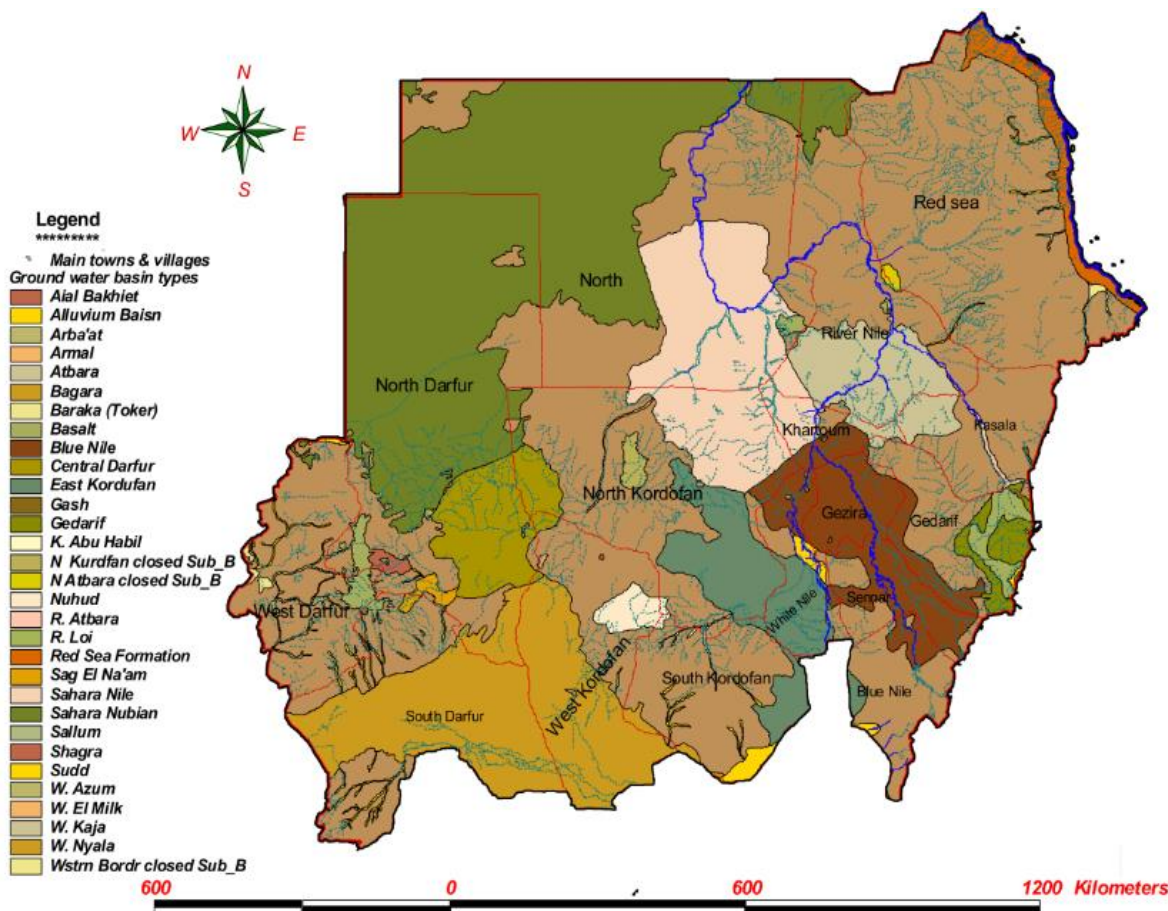 N
W E
S
Legend
*********
Main towns & villages
Ground water basin types
Aial Bakhiet
Alluvium Baisn
Arba'at
Armal
Atbara
Bagara
Baraka (Toker)
Basalt
Blue Nile
Central Darfur
East Kordufan
Gash
Gedarif
K. Abu Habil
N Kurdfan closed Sub_B
N Atbara closed Sub_B
Nuhud
R. Atbara
R. Loi
Red Sea Formation
Sag El Na'am
Sahara Nile
Sahara Nubian
Sallum
Shagra
Sudd
W. Azum
W. El Milk
W. Kaja
W. Nyala
Wstrn Bordr closed Sub_B
Red sea
North
River Nile
North Darfur
Khartoum
Kasala
North Kordofan
Gezira
Gedarif
West Darfur
White Nile
Sennar
West Kordofan
South Kordofan
Blue Nile
South Darfur
600 0 600 1200 Kilometers